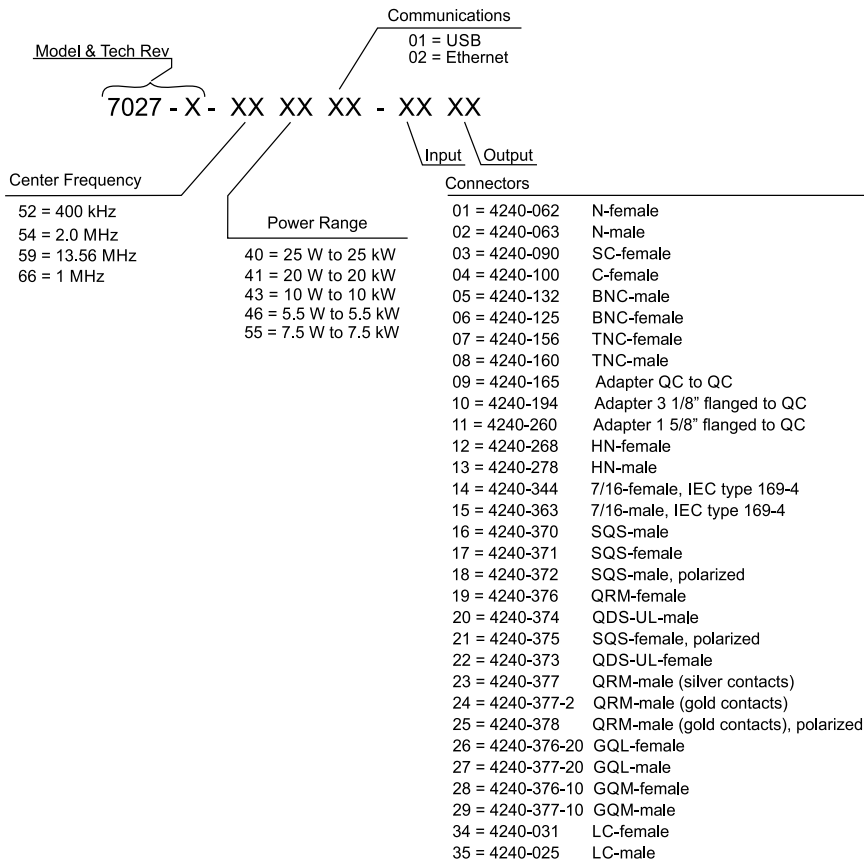 Communications
01 = USB
02 = Ethernet
Model & Tech Rev
7027 - X - XX XX XX - XX XX
Input Output
Center Frequency
52 = 400 kHz
54 = 2.0 MHz
59 = 13.56 MHz
66 = 1 MHz
Power Range
40 = 25 W to 25 kW
41 = 20 W to 20 kW
43 = 10 W to 10 kW
46 = 5.5 W to 5.5 kW
55 = 7.5 W to 7.5 kW
Connectors
01 = 4240-062 N-female
02 = 4240-063 N-male
03 = 4240-090 SC-female
04 = 4240-100 C-female
05 = 4240-132 BNC-male
06 = 4240-125 BNC-female
07 = 4240-156 TNC-female
08 = 4240-160 TNC-male
09 = 4240-165 Adapter QC to QC
10 = 4240-194 Adapter 3 1/8” flanged to QC
11 = 4240-260 Adapter 1 5/8” flanged to QC
12 = 4240-268 HN-female
13 = 4240-278 HN-male
14 = 4240-344 7/16-female, IEC type 169-4
15 = 4240-363 7/16-male, IEC type 169-4
16 = 4240-370 SQS-male
17 = 4240-371 SQS-female
18 = 4240-372 SQS-male, polarized
19 = 4240-376 QRM-female
20 = 4240-374 QDS-UL-male
21 = 4240-375 SQS-female, polarized
22 = 4240-373 QDS-UL-female
23 = 4240-377 QRM-male (silver contacts)
24 = 4240-377-2 QRM-male (gold contacts)
25 = 4240-378 QRM-male (gold contacts), polarized
26 = 4240-376-20 GQL-female
27 = 4240-377-20 GQL-male
28 = 4240-376-10 GQM-female
29 = 4240-377-10 GQM-male
34 = 4240-031 LC-female
35 = 4240-025 LC-male